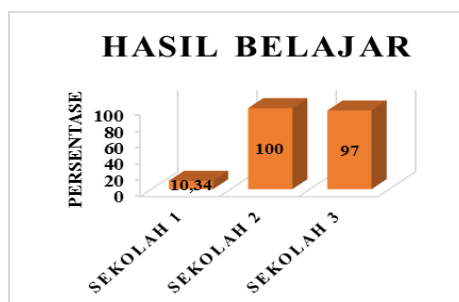 HASIL BELAJAR
PERSENTASE
100
80
60
40
20
0
10,34
100
97
SEKOLAH 1
SEKOLAH 2
SEKOLAH 3